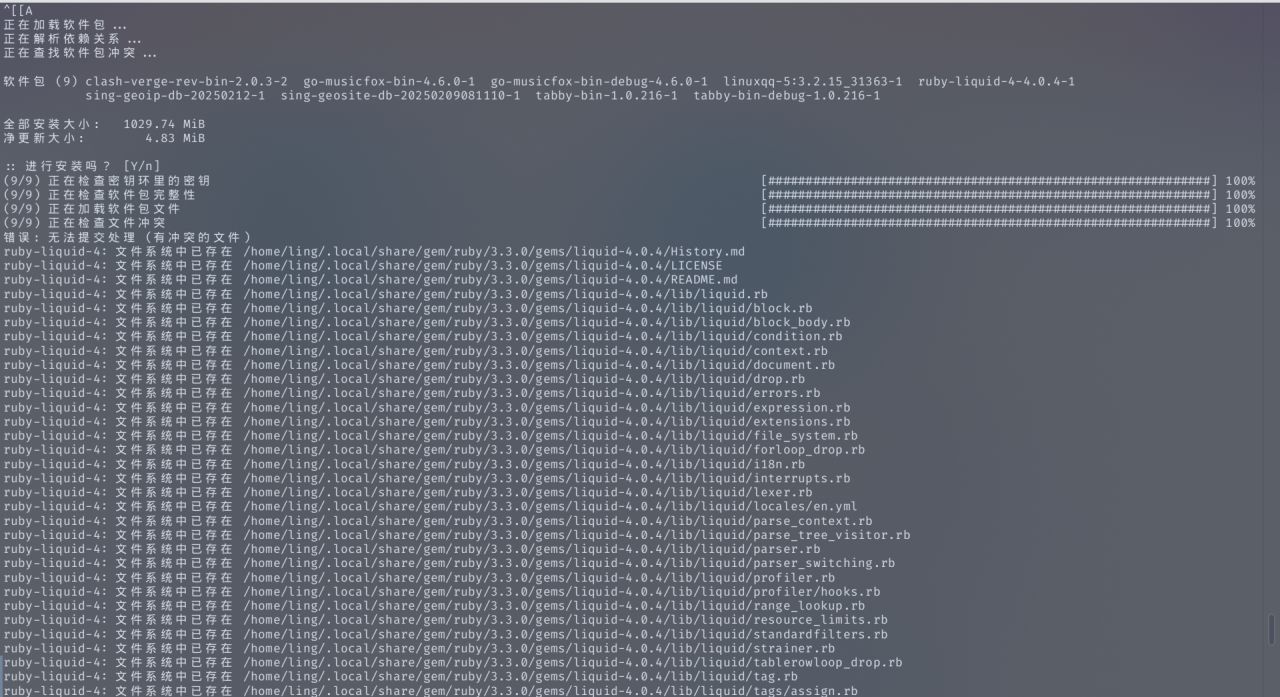 ^[[A
正在加载软件包 ...
正在解析依赖关系 ...
正在查找软件包冲突 ...
软件包 (9) clash-verge-rev-bin-2.0.3-2  go-musicfox-bin-4.6.0-1  go-musicfox-bin-debug-4.6.0-1  linuxqq-5:3.2.15_31363-1  ruby-liquid-4-4.0.4-1
sing-geoip-db-20250212-1  sing-geosite-db-20250209081110-1  tabby-bin-1.0.216-1  tabby-bin-debug-1.0.216-1
全部安装大小：  1029.74 MiB
净更新大小：  4.83 MiB
:: 进行安装吗？ [Y/n]
(9/9) 正在检查密钥环里的密钥 [###########################################################] 100%
(9/9) 正在检查软件包完整性 [###########################################################] 100%
(9/9) 正在加载软件包文件 [###########################################################] 100%
(9/9) 正在检查文件冲突 [###########################################################] 100%
错误：无法提交处理 (有冲突的文件)
ruby-liquid-4: 文件系统中已存在 /home/ling/.local/share/gem/ruby/3.3.0/gems/liquid-4.0.4/History.md
ruby-liquid-4: 文件系统中已存在 /home/ling/.local/share/gem/ruby/3.3.0/gems/liquid-4.0.4/LICENSE
ruby-liquid-4: 文件系统中已存在 /home/ling/.local/share/gem/ruby/3.3.0/gems/liquid-4.0.4/README.md
ruby-liquid-4: 文件系统中已存在 /home/ling/.local/share/gem/ruby/3.3.0/gems/liquid-4.0.4/lib/liquid.rb
ruby-liquid-4: 文件系统中已存在 /home/ling/.local/share/gem/ruby/3.3.0/gems/liquid-4.0.4/lib/liquid/block.rb
ruby-liquid-4: 文件系统中已存在 /home/ling/.local/share/gem/ruby/3.3.0/gems/liquid-4.0.4/lib/liquid/block_body.rb
ruby-liquid-4: 文件系统中已存在 /home/ling/.local/share/gem/ruby/3.3.0/gems/liquid-4.0.4/lib/liquid/condition.rb
ruby-liquid-4: 文件系统中已存在 /home/ling/.local/share/gem/ruby/3.3.0/gems/liquid-4.0.4/lib/liquid/context.rb
ruby-liquid-4: 文件系统中已存在 /home/ling/.local/share/gem/ruby/3.3.0/gems/liquid-4.0.4/lib/liquid/document.rb
ruby-liquid-4: 文件系统中已存在 /home/ling/.local/share/gem/ruby/3.3.0/gems/liquid-4.0.4/lib/liquid/drop.rb
ruby-liquid-4: 文件系统中已存在 /home/ling/.local/share/gem/ruby/3.3.0/gems/liquid-4.0.4/lib/liquid/errors.rb
ruby-liquid-4: 文件系统中已存在 /home/ling/.local/share/gem/ruby/3.3.0/gems/liquid-4.0.4/lib/liquid/expression.rb
ruby-liquid-4: 文件系统中已存在 /home/ling/.local/share/gem/ruby/3.3.0/gems/liquid-4.0.4/lib/liquid/extensions.rb
ruby-liquid-4: 文件系统中已存在 /home/ling/.local/share/gem/ruby/3.3.0/gems/liquid-4.0.4/lib/liquid/file_system.rb
ruby-liquid-4: 文件系统中已存在 /home/ling/.local/share/gem/ruby/3.3.0/gems/liquid-4.0.4/lib/liquid/forloop_drop.rb
ruby-liquid-4: 文件系统中已存在 /home/ling/.local/share/gem/ruby/3.3.0/gems/liquid-4.0.4/lib/liquid/i18n.rb
ruby-liquid-4: 文件系统中已存在 /home/ling/.local/share/gem/ruby/3.3.0/gems/liquid-4.0.4/lib/liquid/interrupts.rb
ruby-liquid-4: 文件系统中已存在 /home/ling/.local/share/gem/ruby/3.3.0/gems/liquid-4.0.4/lib/liquid/lexer.rb
ruby-liquid-4: 文件系统中已存在 /home/ling/.local/share/gem/ruby/3.3.0/gems/liquid-4.0.4/lib/liquid/locales/en.yml
ruby-liquid-4: 文件系统中已存在 /home/ling/.local/share/gem/ruby/3.3.0/gems/liquid-4.0.4/lib/liquid/parse_context.rb
ruby-liquid-4: 文件系统中已存在 /home/ling/.local/share/gem/ruby/3.3.0/gems/liquid-4.0.4/lib/liquid/parse_tree_visitor.rb
ruby-liquid-4: 文件系统中已存在 /home/ling/.local/share/gem/ruby/3.3.0/gems/liquid-4.0.4/lib/liquid/parser.rb
ruby-liquid-4: 文件系统中已存在 /home/ling/.local/share/gem/ruby/3.3.0/gems/liquid-4.0.4/lib/liquid/parser_switching.rb
ruby-liquid-4: 文件系统中已存在 /home/ling/.local/share/gem/ruby/3.3.0/gems/liquid-4.0.4/lib/liquid/profiler.rb
ruby-liquid-4: 文件系统中已存在 /home/ling/.local/share/gem/ruby/3.3.0/gems/liquid-4.0.4/lib/liquid/profiler/hooks.rb
ruby-liquid-4: 文件系统中已存在 /home/ling/.local/share/gem/ruby/3.3.0/gems/liquid-4.0.4/lib/liquid/range_lookup.rb
ruby-liquid-4: 文件系统中已存在 /home/ling/.local/share/gem/ruby/3.3.0/gems/liquid-4.0.4/lib/liquid/resource_limits.rb
ruby-liquid-4: 文件系统中已存在 /home/ling/.local/share/gem/ruby/3.3.0/gems/liquid-4.0.4/lib/liquid/standardfilters.rb
ruby-liquid-4: 文件系统中已存在 /home/ling/.local/share/gem/ruby/3.3.0/gems/liquid-4.0.4/lib/liquid/strainer.rb
ruby-liquid-4: 文件系统中已存在 /home/ling/.local/share/gem/ruby/3.3.0/gems/liquid-4.0.4/lib/liquid/tablerowloop_drop.rb
ruby-liquid-4: 文件系统中已存在 /home/ling/.local/share/gem/ruby/3.3.0/gems/liquid-4.0.4/lib/liquid/tag.rb
ruby-liquid-4: 文件系统中已存在 /home/ling/.local/share/gem/ruby/3.3.0/gems/liquid-4.0.4/lib/liquid/tags/assign.rb